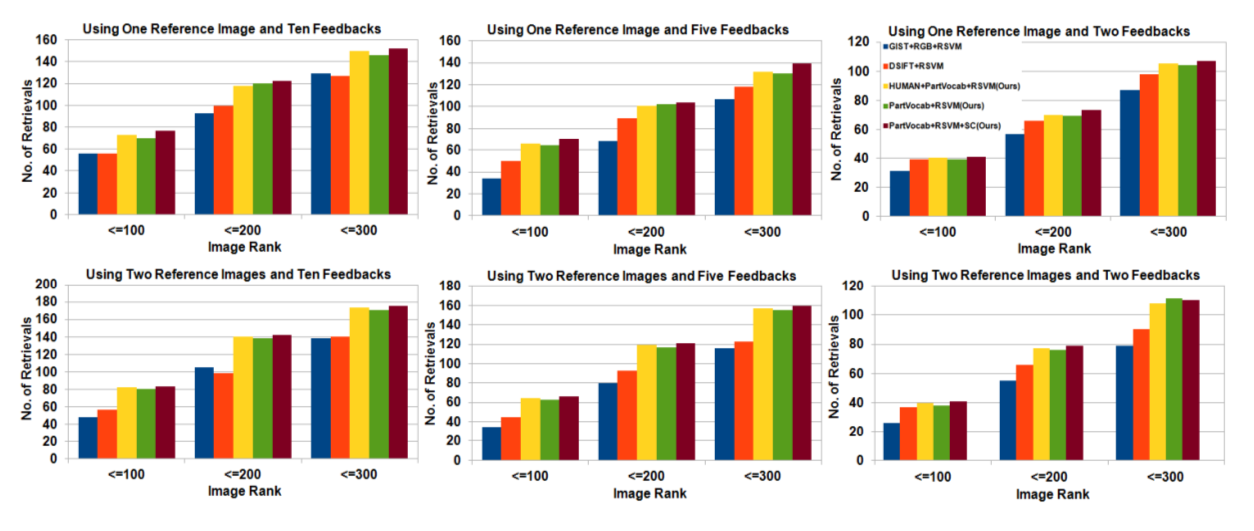 Using One Reference Image and Ten Feedbacks
No. of Retrievals
160
140
120
100
80
60
40
20
0
<=100 <=200 <=300
Image Rank
Using One Reference Image and Five Feedbacks
No. of Retrievals
160
140
120
100
80
60
40
20
0
<=100 <=200 <=300
Image Rank
Using One Reference Image and Two Feedbacks
No. of Retrievals
120
100
80
60
40
20
0
GIST+RGB+RSVM
DSIFT+RSVM
HUMAN+PartVocab+RSVM(Ours)
PartVocab+RSVM(Ours)
PartVocab+RSVM+SC(Ours)
<=100 <=200 <=300
Image Rank
Using Two Reference Images and Ten Feedbacks
No. of Retrievals
200
180
160
140
120
100
80
60
40
20
0
<=100 <=200 <=300
Image Rank
Using Two Reference Images and Five Feedbacks
No. of Retrievals
180
160
140
120
100
80
60
40
20
0
<=100 <=200 <=300
Image Rank
Using Two Reference Images and Two Feedbacks
No. of Retrievals
120
100
80
60
40
20
0
<=100 <=200 <=300
Image Rank